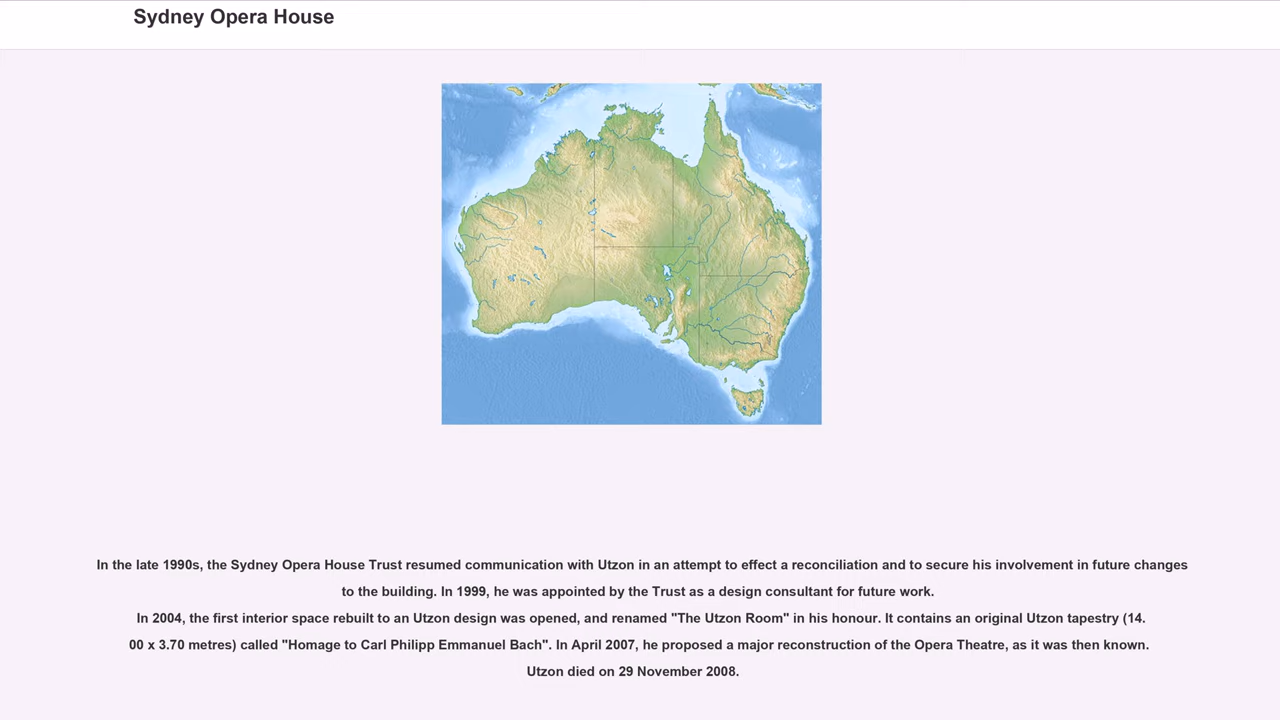 Sydney Opera House
In the late 1990s, the Sydney Opera House Trust resumed communication with Utzon in an attempt to effect a reconciliation and to secure his involvement in future changes
to the building. In 1999, he was appointed by the Trust as a design consultant for future work.
In 2004, the first interior space rebuilt to an Utzon design was opened, and renamed "The Utzon Room" in his honour. It contains an original Utzon tapestry (14.
00 x 3.70 metres) called "Homage to Carl Philipp Emmanuel Bach". In April 2007, he proposed a major reconstruction of the Opera Theatre, as it was then known.
Utzon died on 29 November 2008.